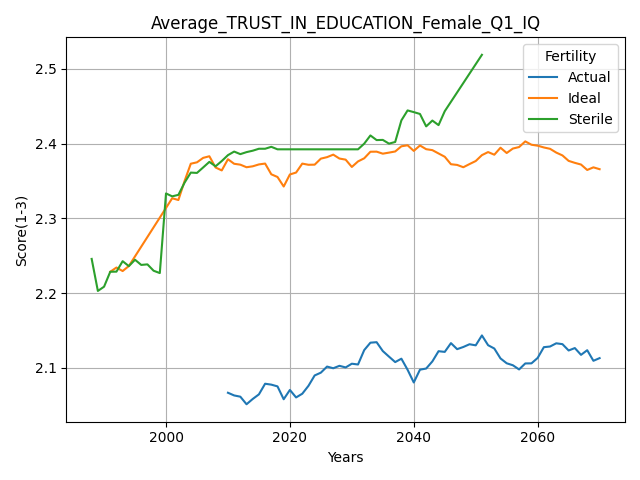 Average_TRUST_IN_EDUCATION_Female_Q1_IQ
Fertility
Actual
Ideal
Sterile
Score(1-3)
2.5
2.4
2.3
2.2
2.1
2000
2020
2040
2060
Years